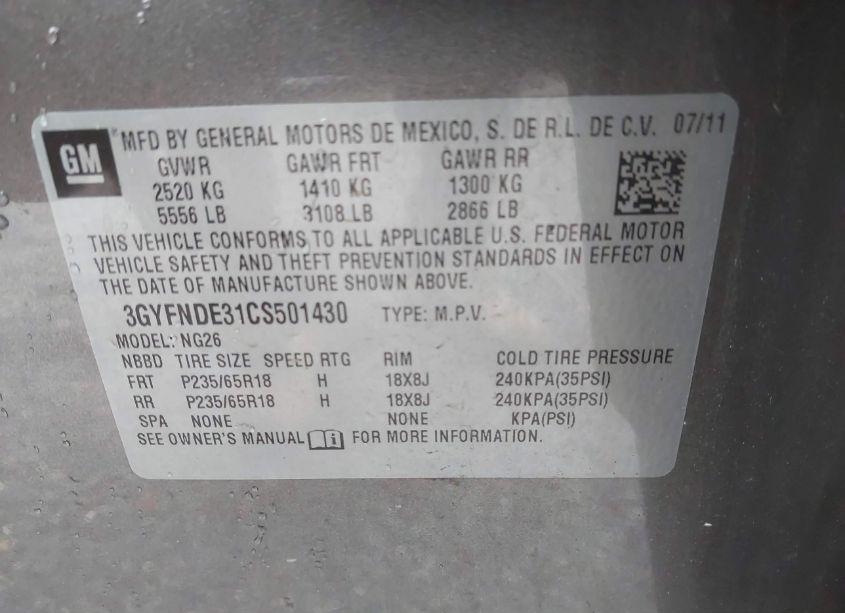 GM
MFD BY GENERAL MOTORS DE MEXICO, S. DE R.L. DE C.V. 07/11
GVWR GAWR FRT GAWR RR
2520 KG 1410 KG 1300 KG
5556 LB 3108 LB 2866 LB
THIS VEHICLE CONFORMS TO ALL APPLICABLE U.S. FEDERAL MOTOR
VEHICLE SAFETY AND THEFT PREVENTION STANDARDS IN EFFECT ON
THE DATE OF MANUFACTURE SHOWN ABOVE.
3GYFNDE31CS501430 TYPE: M.P.V.
MODEL: NG26
NBBD TIRE SIZE SPEED RTG RIM COLD TIRE PRESSURE
FRT P235/65R18 H 18X8J 240KPA(35PSI)
RR P235/65R18 H 18X8J 240KPA(35PSI)
SPA NONE NONE KPA(PSI)
SEE OWNER'S MANUAL i FOR MORE INFORMATION.